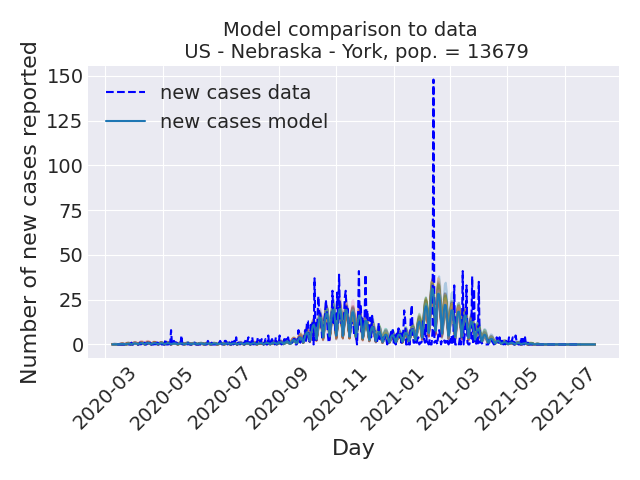 Model comparison to data
US - Nebraska - York, pop. = 13679
Number of new cases reported
150
125
100
75
50
25
0
new cases data
new cases model
2020-03
2020-05
2020-07
2020-09
2020-11
2021-01
2021-03
2021-05
2021-07
Day